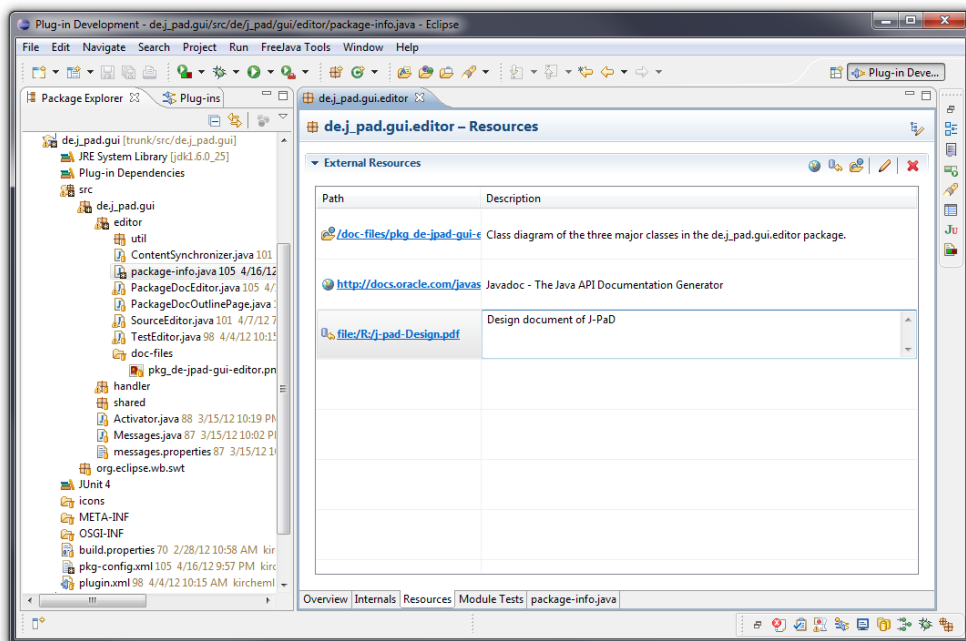 Plug-in Development - de.j_pad.gui/src/de/j_pad/gui/editor/package-info.java - Eclipse
File Edit Navigate Search Project Run FreeJava Tools Window Help
Plug-in Deve...
Package Explorer Plug-ins
de.j_pad.gui [trunk/src/de.j_pad.gui]
JRE System Library [jdk1.6.0_25]
Plug-in Dependencies
src
de.j_pad.gui
editor
util
ContentSynchronizer.java 101
package-info.java 105 4/16/12
PackageDocEditor.java 105 4/
PackageDocOutlinePage.java
SourceEditor.java 101 4/7/12 7
TestEditor.java 98 4/4/12 10:15
doc-files
pkg_de-jpad-gui-editor.pn
handler
shared
Activator.java 88 3/15/12 10:19 PM
Messages.java 87 3/15/12 10:02 P
messages.properties 87 3/15/12 1
org.eclipse.wb.swt
JUnit 4
icons
META-INF
OSGI-INF
build.properties 70 2/28/12 10:58 AM kir
pkg-config.xml 105 4/16/12 9:57 PM kirc
plugin.xml 98 4/4/12 10:15 AM kircheml
de.j_pad.gui.editor
de.j_pad.gui.editor – Resources
External Resources
Path Description
/doc-files/pkg_de-jpad-gui-e Class diagram of the three major classes in the de.j_pad.gui.editor package.
http://docs.oracle.com/javas Javadoc - The Java API Documentation Generator
file:/R:/j-pad-Design.pdf Design document of J-PaD
Overview Internals Resources Module Tests package-info.java